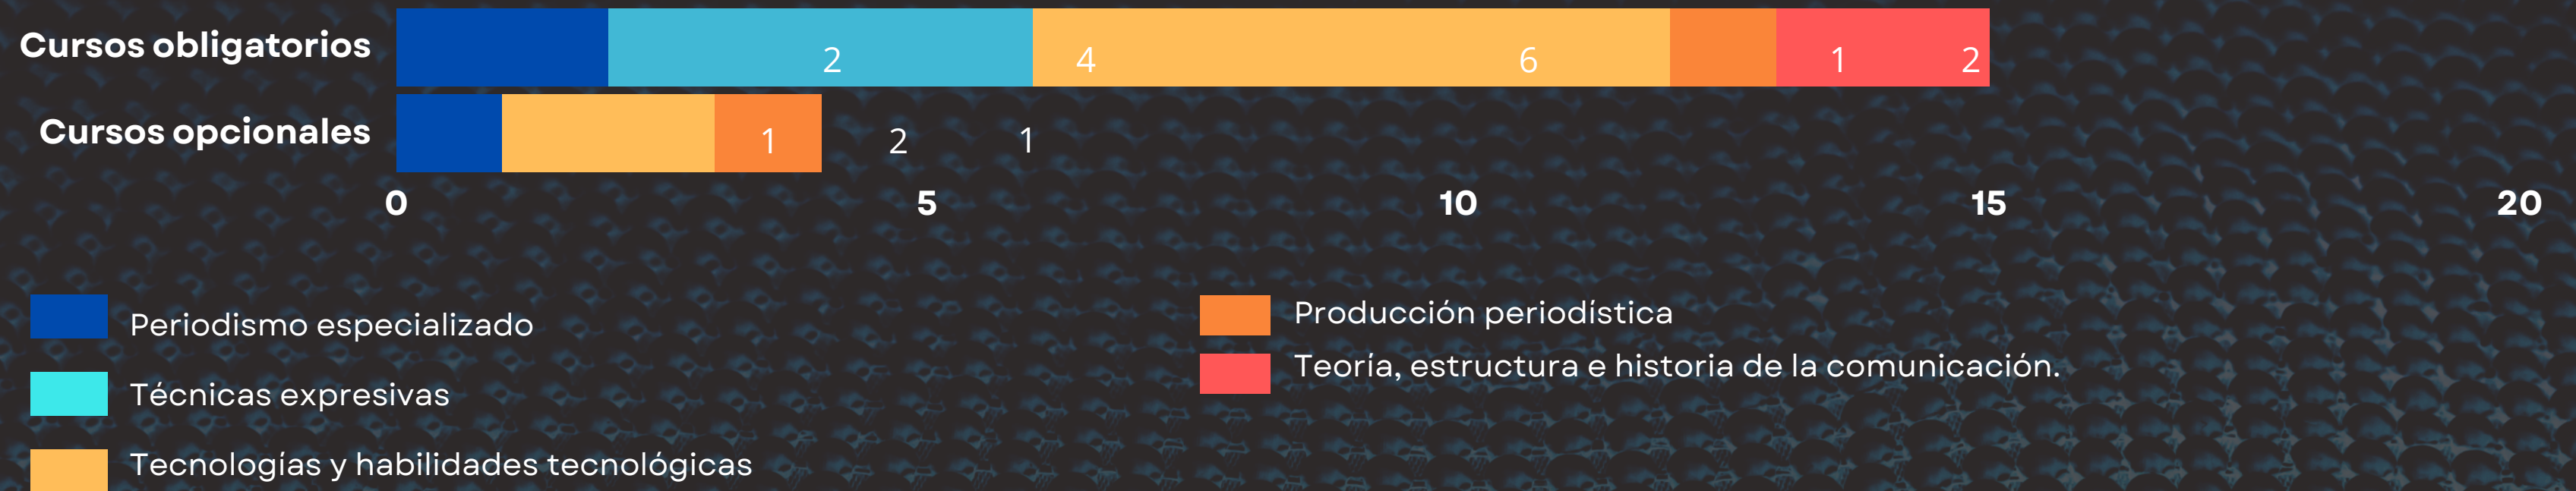 Cursos obligatorios 2 4 6 1 2
Cursos opcionales 1 2 1
0 5 10 15 20
Periodismo especializado
Técnicas expresivas
Tecnologías y habilidades tecnológicas
Producción periodística
Teoría, estructura e historia de la comunicación.